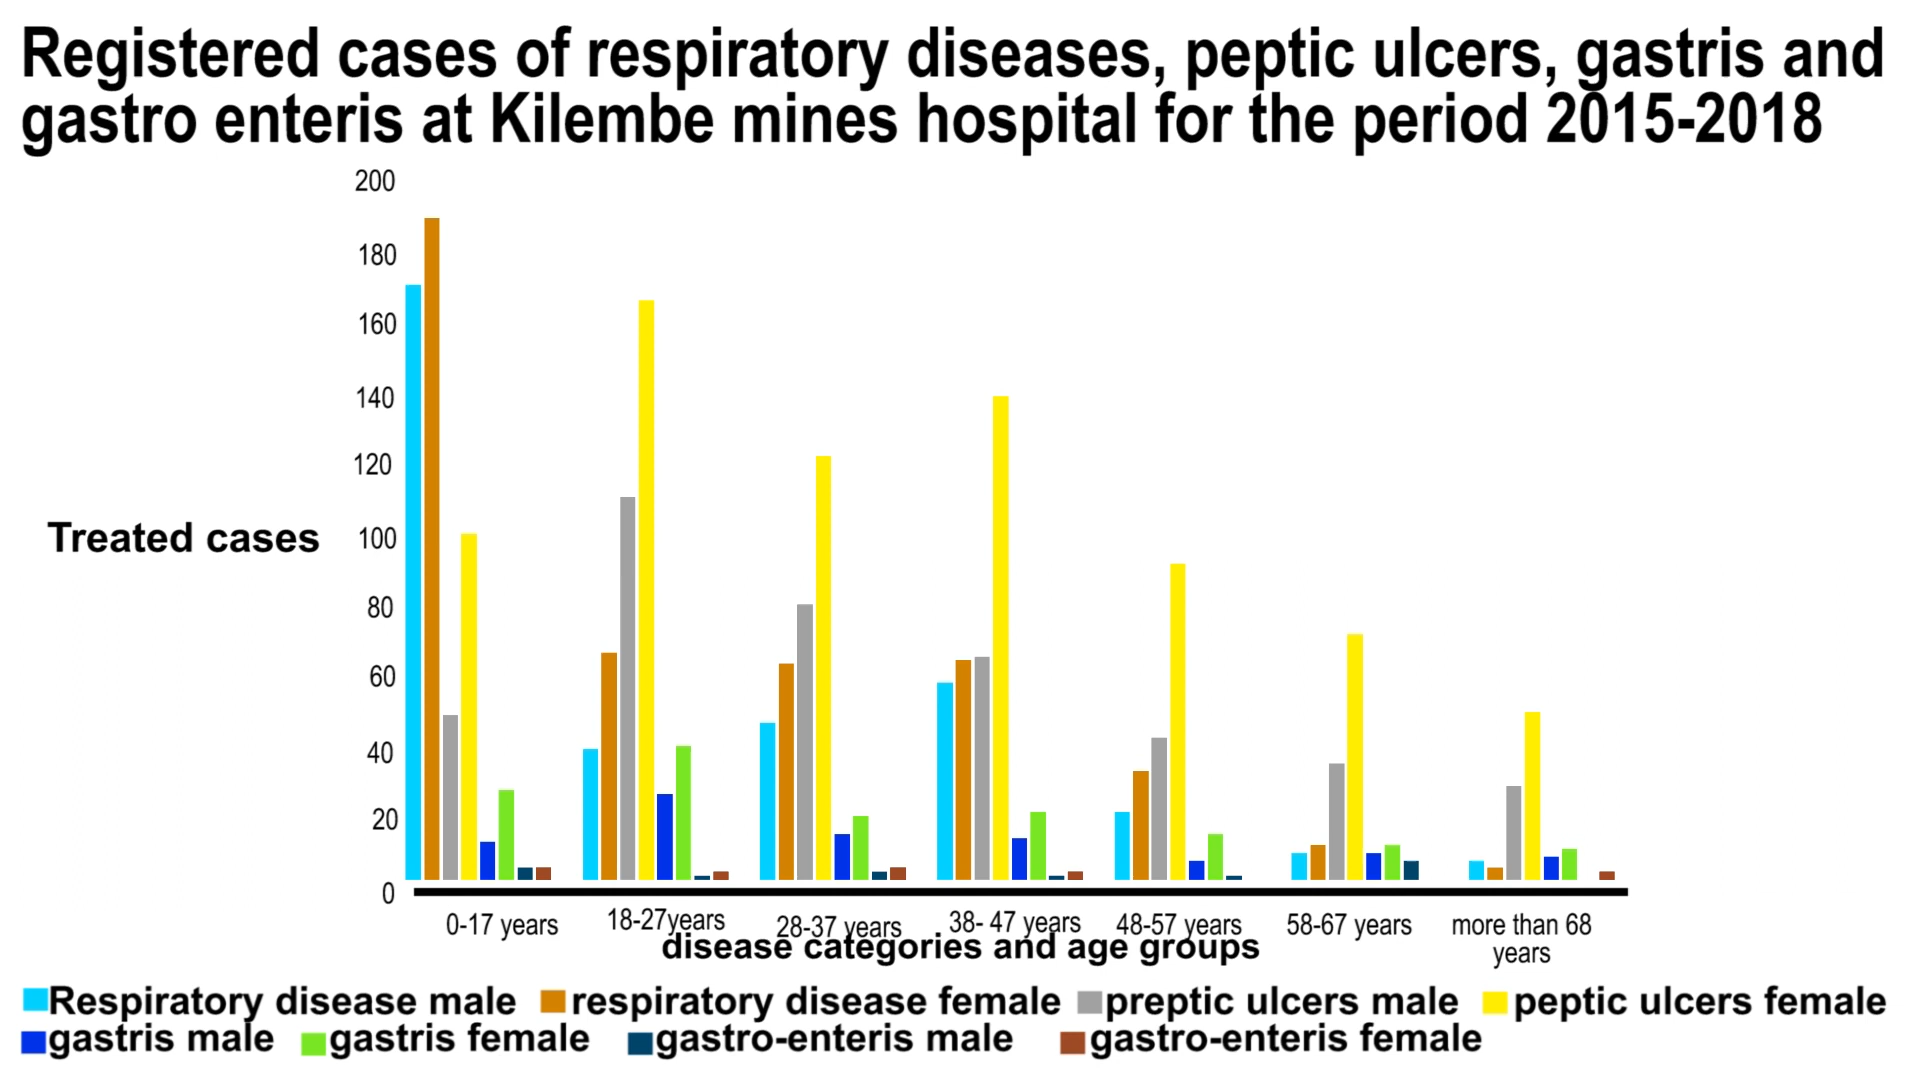 Registered cases of respiratory diseases, peptic ulcers, gastris and
gastro enteris at Kilembe mines hospital for the period 2015-2018
200
180
160
140
120
Treated cases
100
80
60
40
20
0
0-17 years
18-27years
28-37 years
38- 47 years
48-57 years
58-67 years
more than 68
years
disease categories and age groups
Respiratory disease male respiratory disease female preptic ulcers male peptic ulcers female
gastris male gastris female gastro-enteris male gastro-enteris female